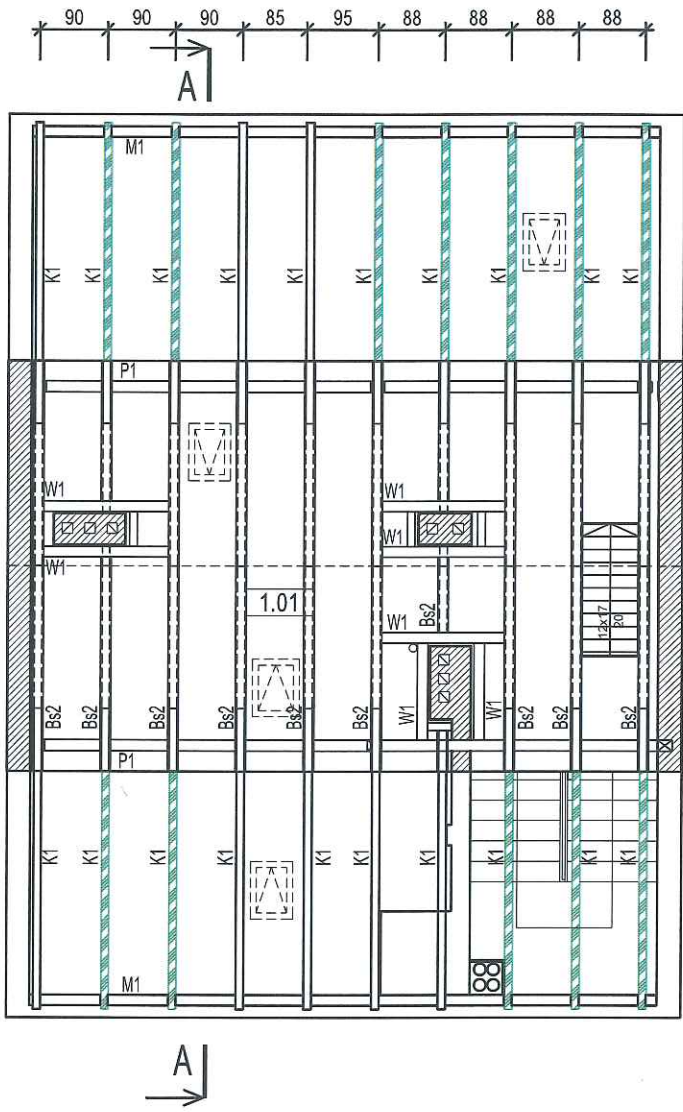 90 90 90 85 95 88 88 88 88
A
M1
K1 K1 K1 K1 K1 K1 K1 K1 K1 K1
P1
W1 W1
W1
W1
1.01
Bs2
W1
12x17
20
Bs2 Bs2 Bs2 Bs2 Bs2 Bs2 W1 W1 Bs2 Bs2 Bs2
P1
K1 K1 K1 K1 K1 K1 K1 K1 K1 K1
M1
A